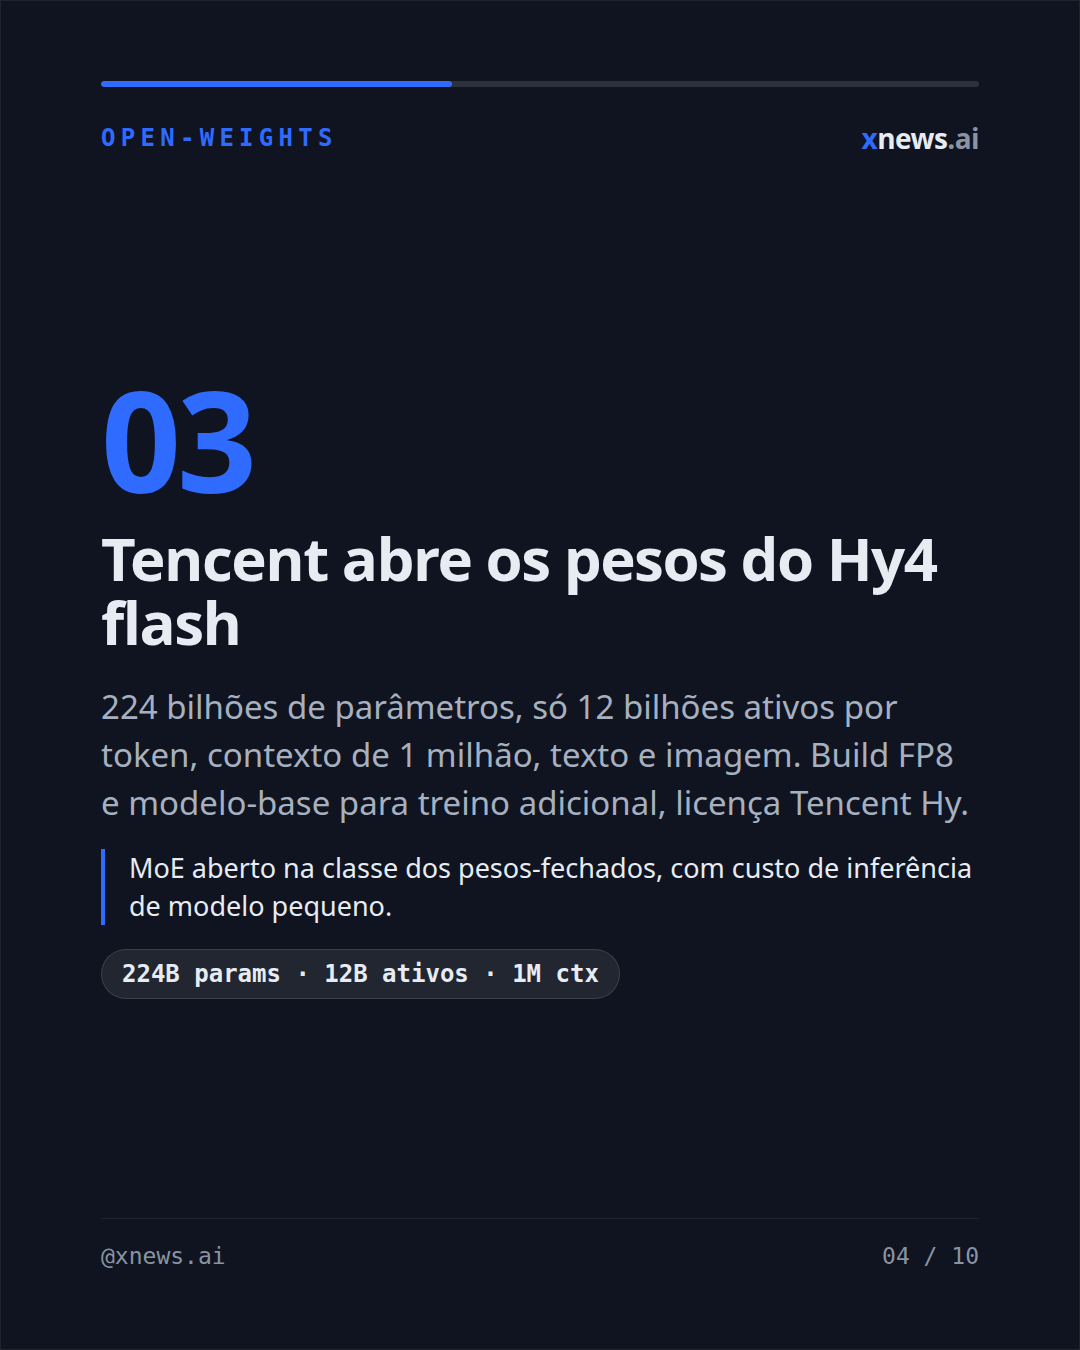 OPEN-WEIGHTS
xnews.ai
03
Tencent abre os pesos do Hy4
flash
224 bilhões de parâmetros, só 12 bilhões ativos por
token, contexto de 1 milhão, texto e imagem. Build FP8
e modelo-base para treino adicional, licença Tencent Hy.
MoE aberto na classe dos pesos-fechados, com custo de inferência
de modelo pequeno.
224B params · 12B ativos · 1M ctx
@xnews.ai
04 / 10